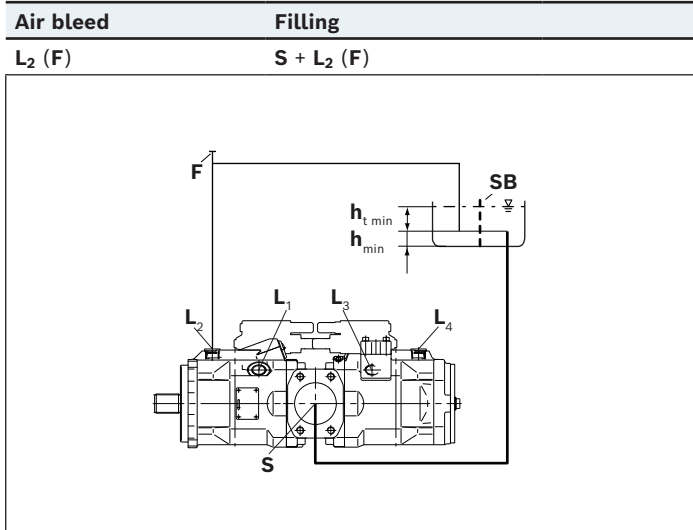 Air bleed Filling
L₂ (F) S + L₂ (F)
F
SB
hₜ ₘᵢₙ
hₘᵢₙ
L₁ L₃
L₂ L₄
S